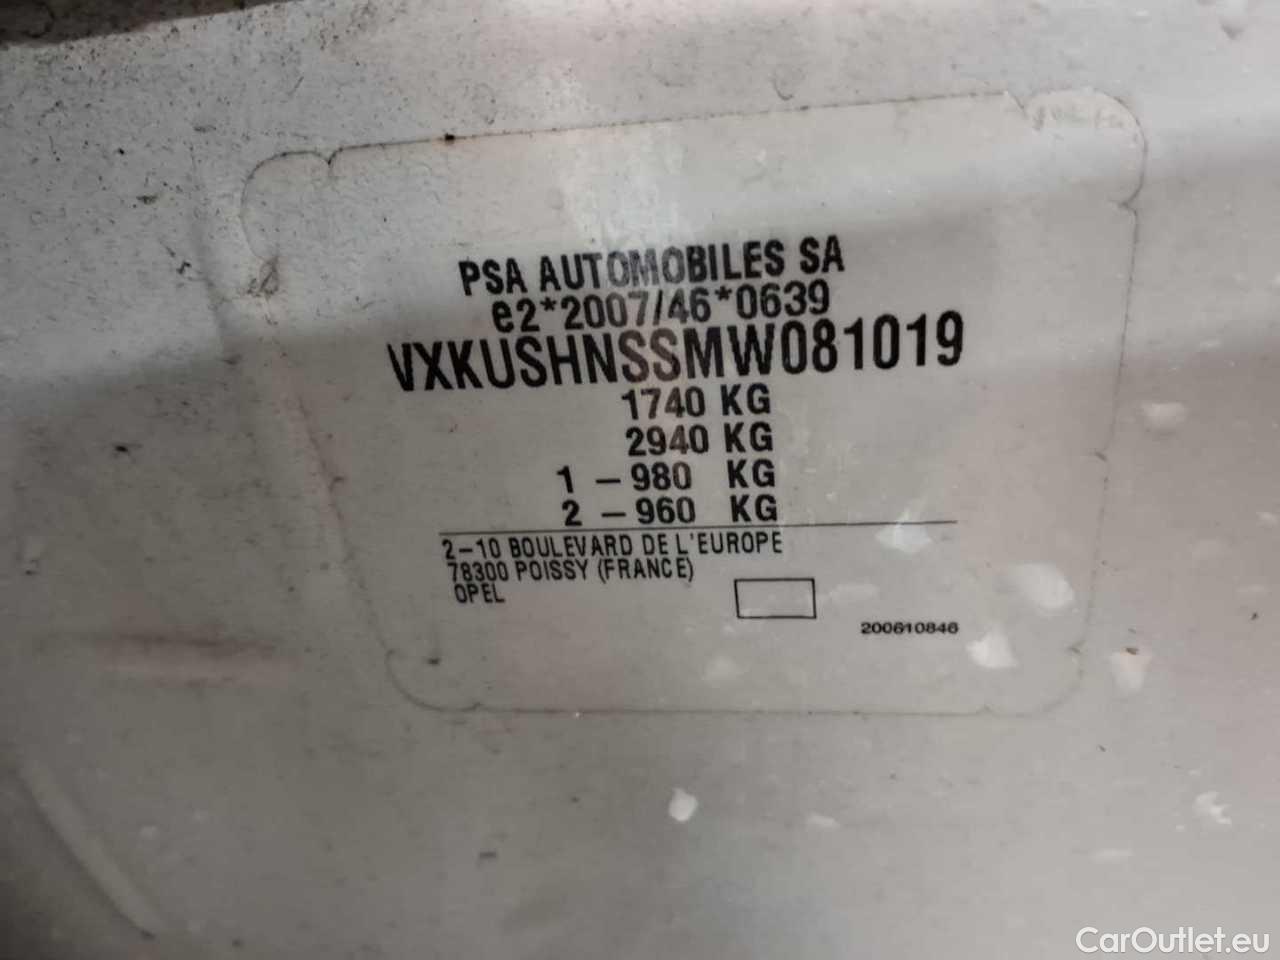 PSA AUTOMOBILES SA
e2*2007/46*0639
VXKUSHNSSMW081019
1740 KG
2940 KG
1 – 980 KG
2 – 960 KG
2–10 BOULEVARD DE L'EUROPE
78300 POISSY (FRANCE)
OPEL
200610846
CarOutlet.eu